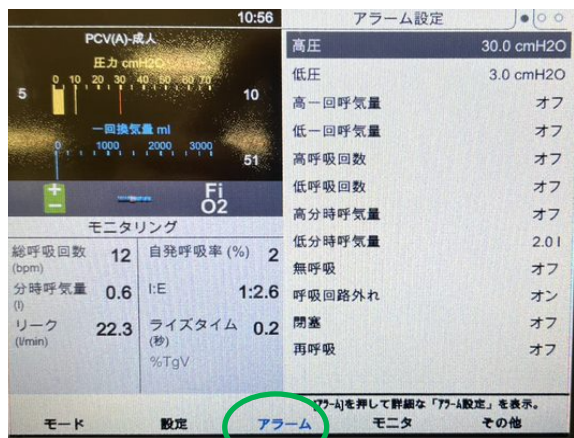 10:56
PCV(A)-成人
圧力 cmH2O
0 10 20 30 40 50 60 70
5
10
一回換気量 ml
0 1000 2000 3000
51
Fi
O2
モニタリング
総呼吸回数 12
(bpm)
自発呼吸率 (%) 2
分時呼気量 0.6
(l)
I:E 1:2.6
リーク 22.3
(l/min)
ライズタイム 0.2
(秒)
%TgV
アラーム設定
高圧 30.0 cmH2O
低圧 3.0 cmH2O
高一回呼気量 オフ
低一回呼気量 オフ
高呼吸回数 オフ
低呼吸回数 オフ
高分時呼気量 オフ
低分時呼気量 2.0 l
無呼吸 オフ
呼吸回路外れ オン
閉塞 オフ
再呼吸 オフ
[アラーム]を押して詳細な「アラーム設定」を表示。
モード 設定 アラーム モニタ その他